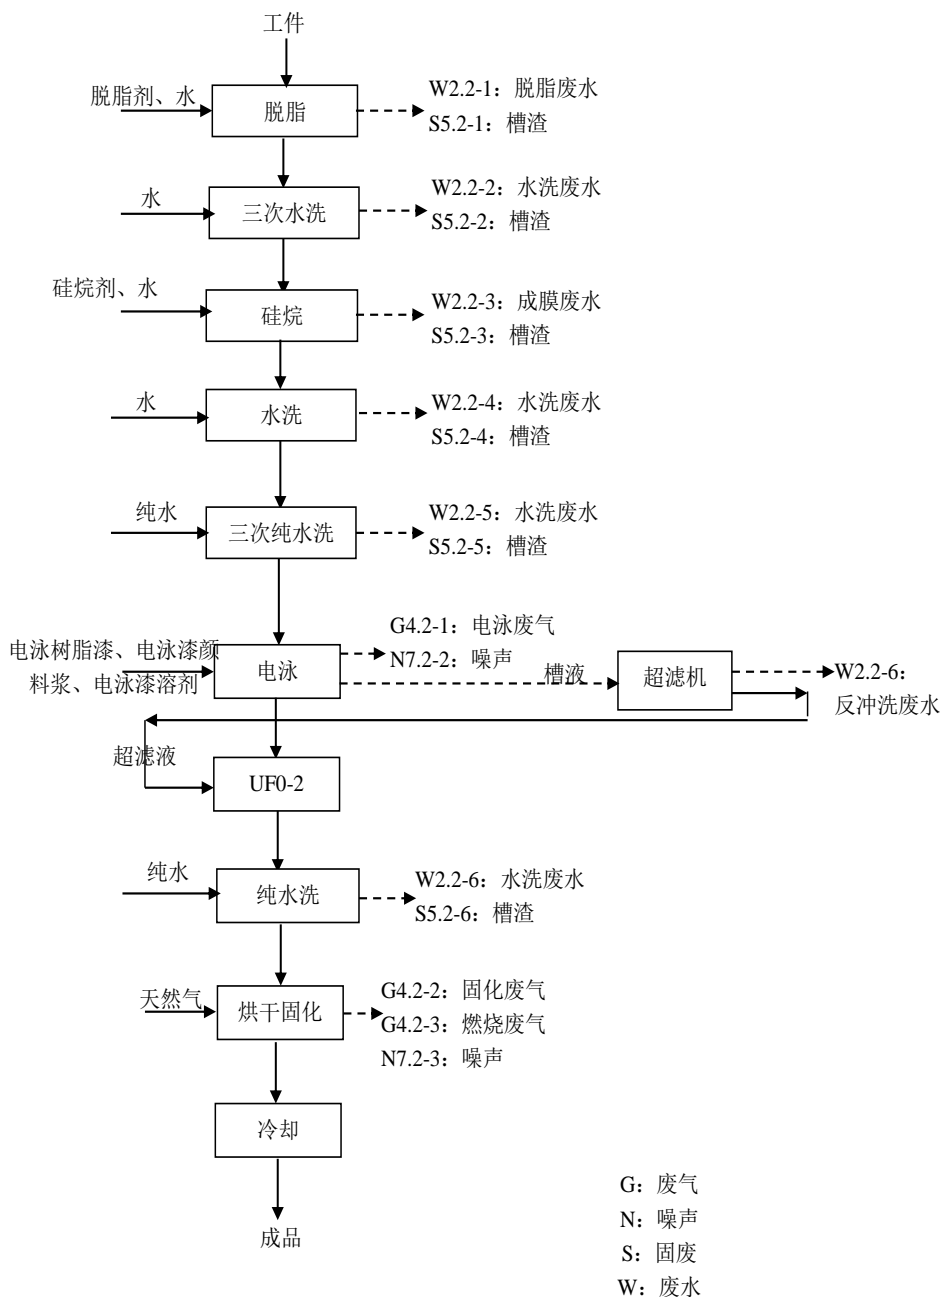 工件
脱脂剂、水
脱脂
W2.2-1：脱脂废水
S5.2-1：槽渣
水
三次水洗
W2.2-2：水洗废水
S5.2-2：槽渣
硅烷剂、水
硅烷
W2.2-3：成膜废水
S5.2-3：槽渣
水
水洗
W2.2-4：水洗废水
S5.2-4：槽渣
纯水
三次纯水洗
W2.2-5：水洗废水
S5.2-5：槽渣
电泳树脂漆、电泳漆颜
料浆、电泳漆溶剂
电泳
G4.2-1：电泳废气
N7.2-2：噪声
槽液
超滤机
W2.2-6：
反冲洗废水
超滤液
UF0-2
纯水
纯水洗
W2.2-6：水洗废水
S5.2-6：槽渣
天然气
烘干固化
G4.2-2：固化废气
G4.2-3：燃烧废气
N7.2-3：噪声
冷却
成品
G：废气
N：噪声
S：固废
W：废水